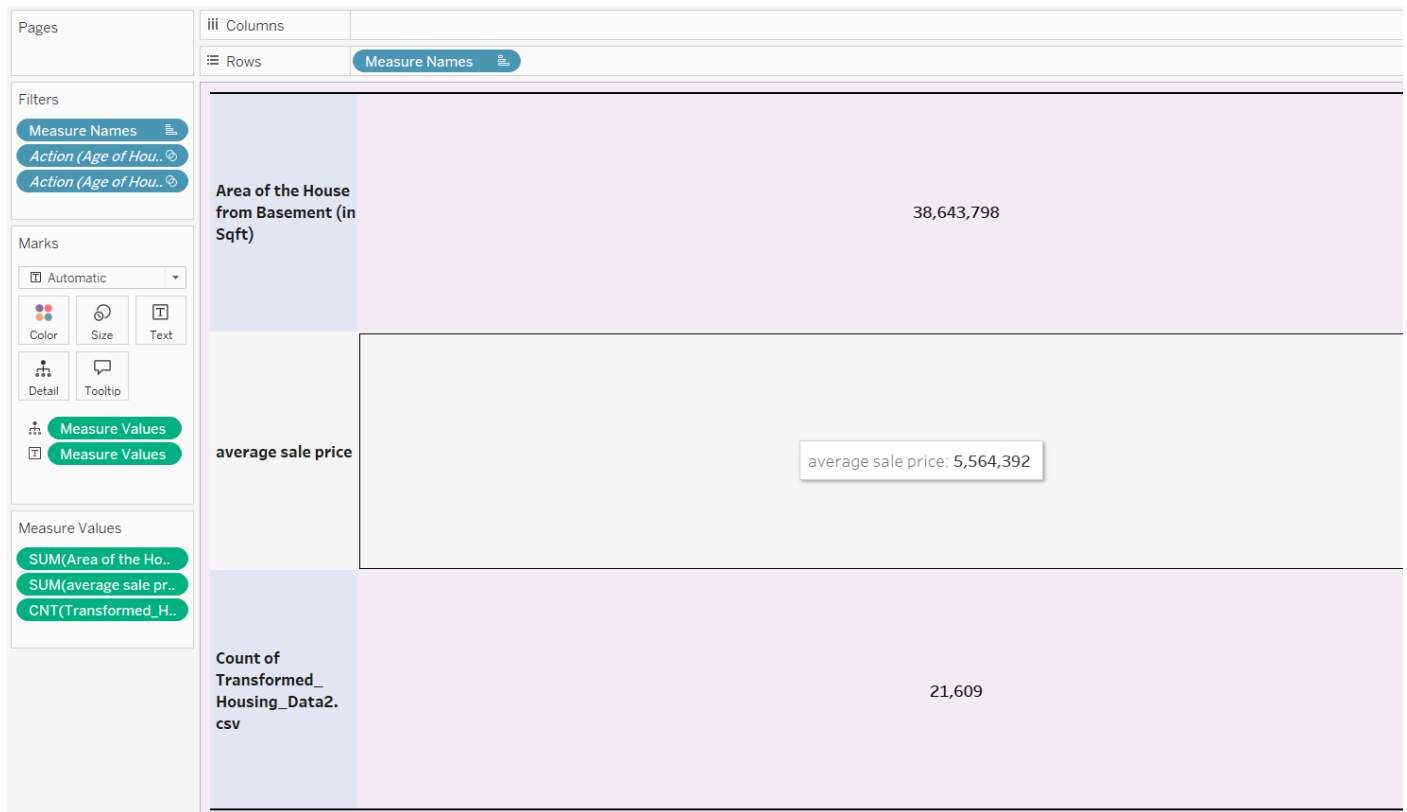 Pages
iii Columns
Rows
Measure Names
Filters
Measure Names
Action (Age of Hou..
Action (Age of Hou..
Marks
Automatic
Color
Size
Text
Detail
Tooltip
Measure Values
Measure Values
Measure Values
SUM(Area of the Ho..
SUM(average sale pr..
CNT(Transformed_H..
Area of the House
from Basement (in
Sqft)
38,643,798
average sale price
average sale price: 5,564,392
Count of
Transformed_
Housing_Data2.
csv
21,609